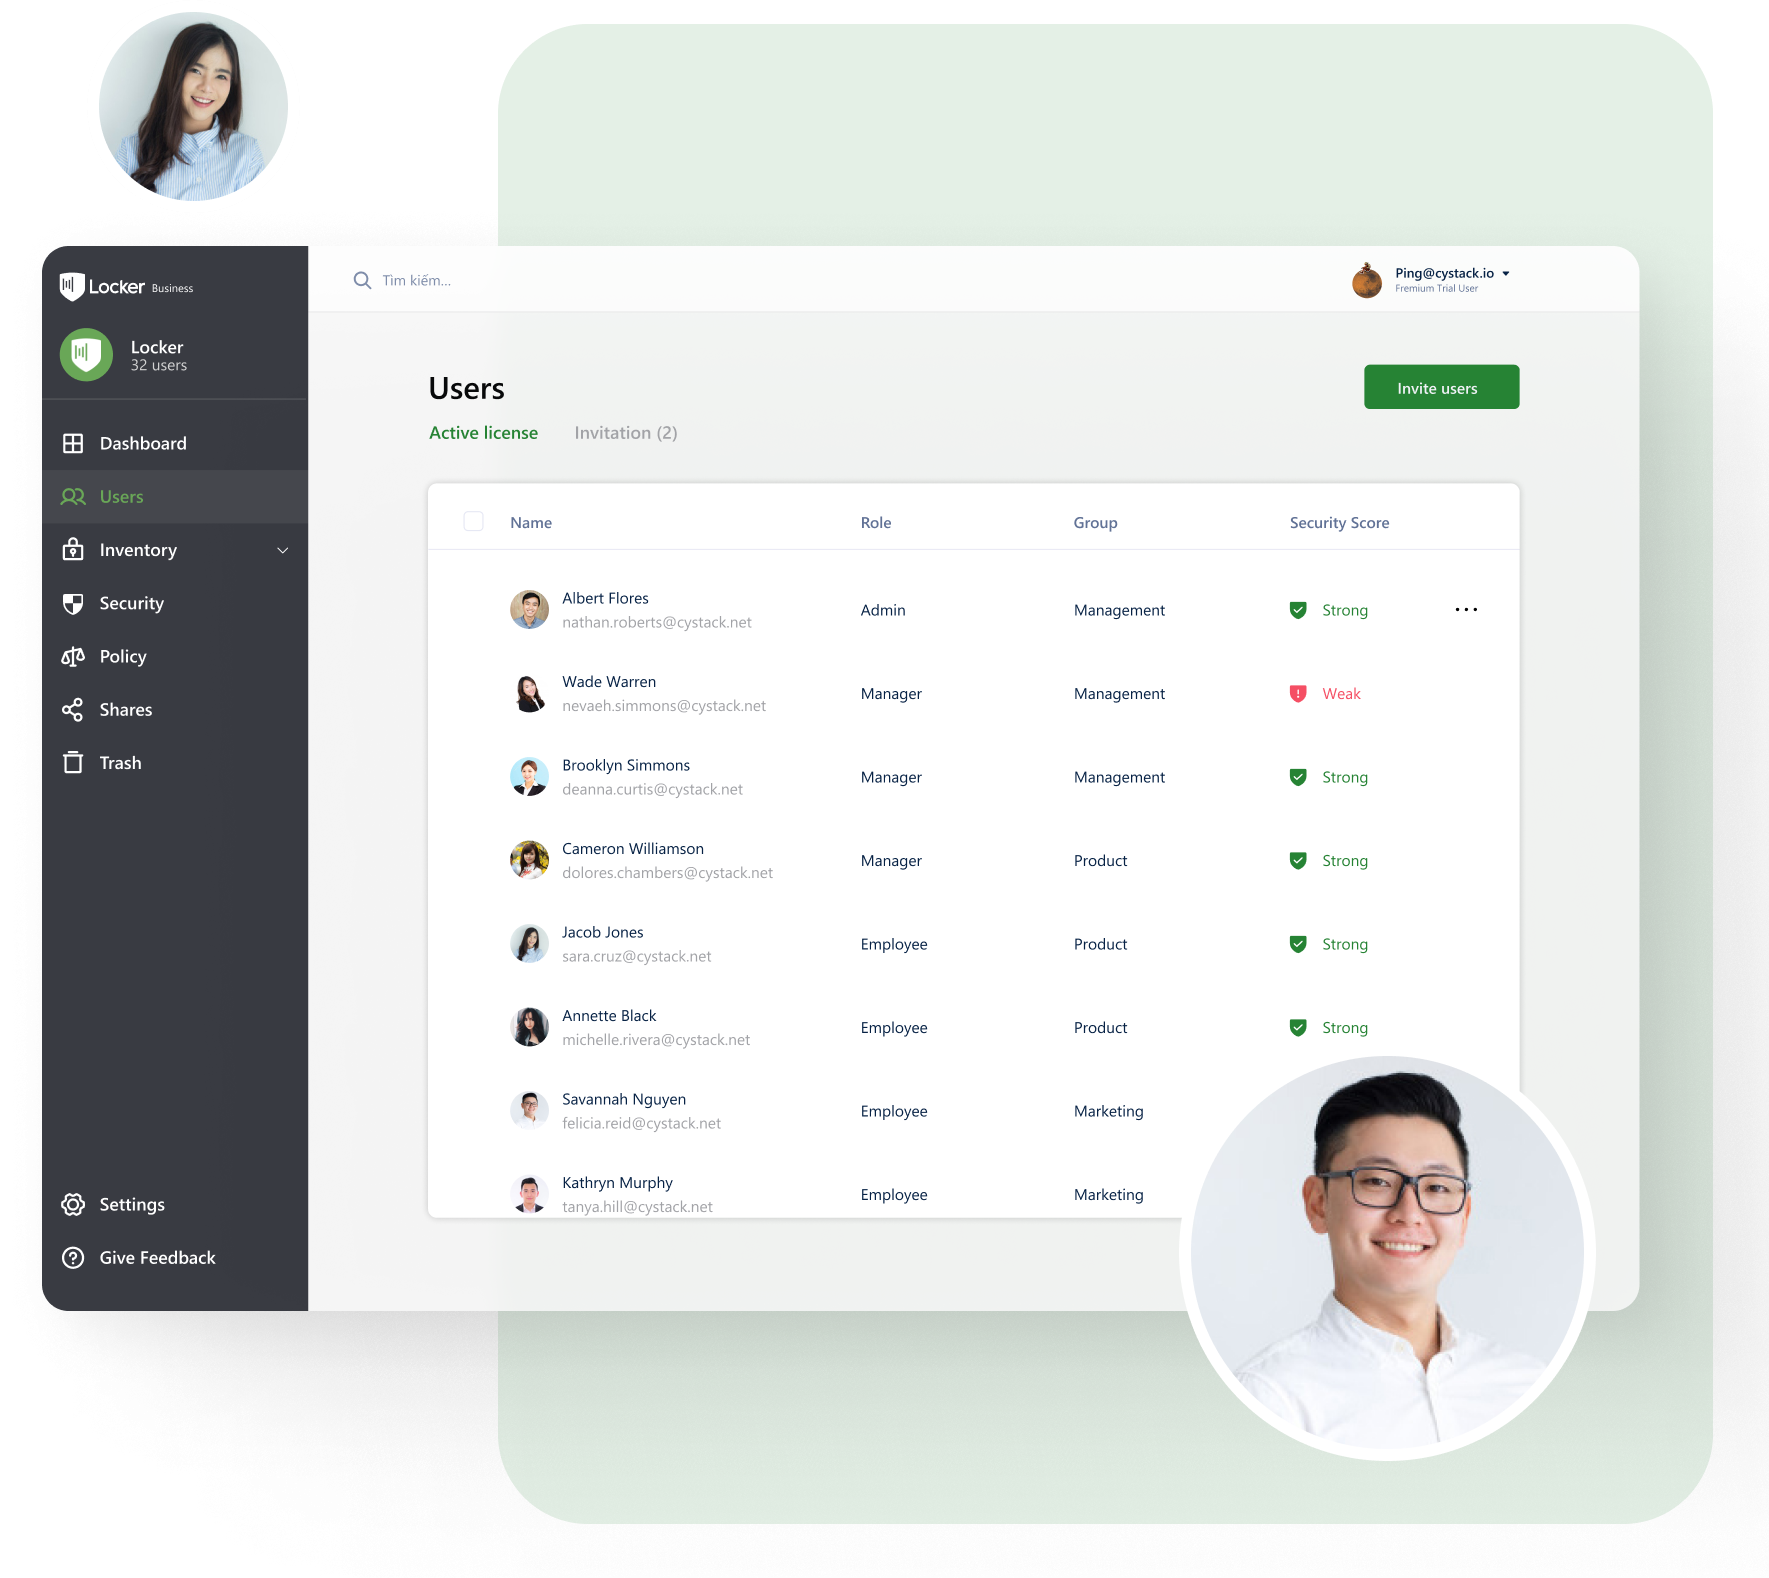 Locker Business
Tìm kiếm...
Ping@cystack.io
Fremium Trial User
Locker
32 users
Dashboard
Users
Inventory
Security
Policy
Shares
Trash
Settings
Give Feedback
Users
Invite users
Active license Invitation (2)
Name Role Group Security Score
Albert Flores
nathan.roberts@cystack.net
Admin Management Strong
Wade Warren
nevaeh.simmons@cystack.net
Manager Management Weak
Brooklyn Simmons
deanna.curtis@cystack.net
Manager Management Strong
Cameron Williamson
dolores.chambers@cystack.net
Manager Product Strong
Jacob Jones
sara.cruz@cystack.net
Employee Product Strong
Annette Black
michelle.rivera@cystack.net
Employee Product Strong
Savannah Nguyen
felicia.reid@cystack.net
Employee Marketing
Kathryn Murphy
tanya.hill@cystack.net
Employee Marketing